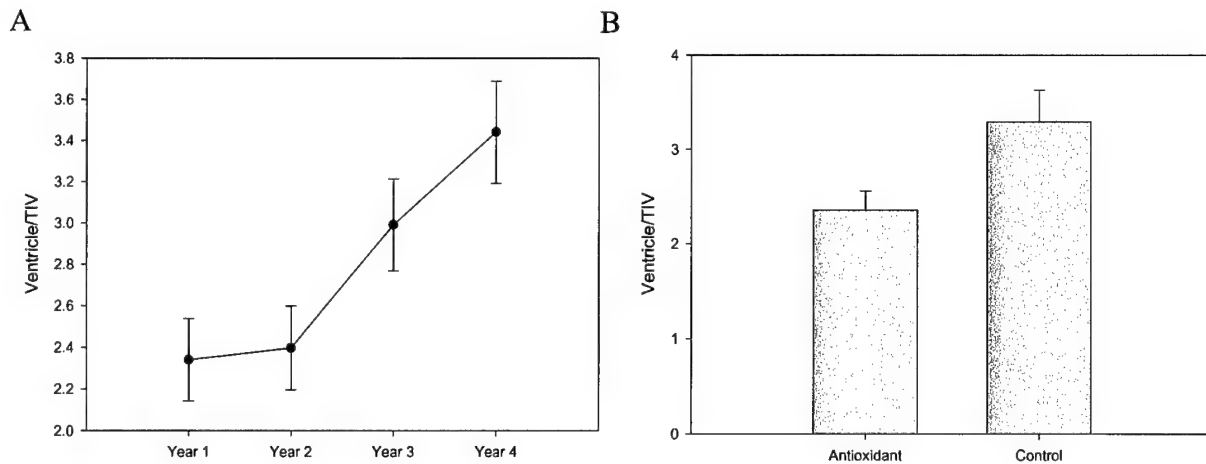 A
3.8
3.6
3.4
3.2
3.0
2.8
2.6
2.4
2.2
2.0
Ventricle/TIV
Year 1 Year 2 Year 3 Year 4
B
4
3
2
1
0
Ventricle/TIV
Antioxidant Control